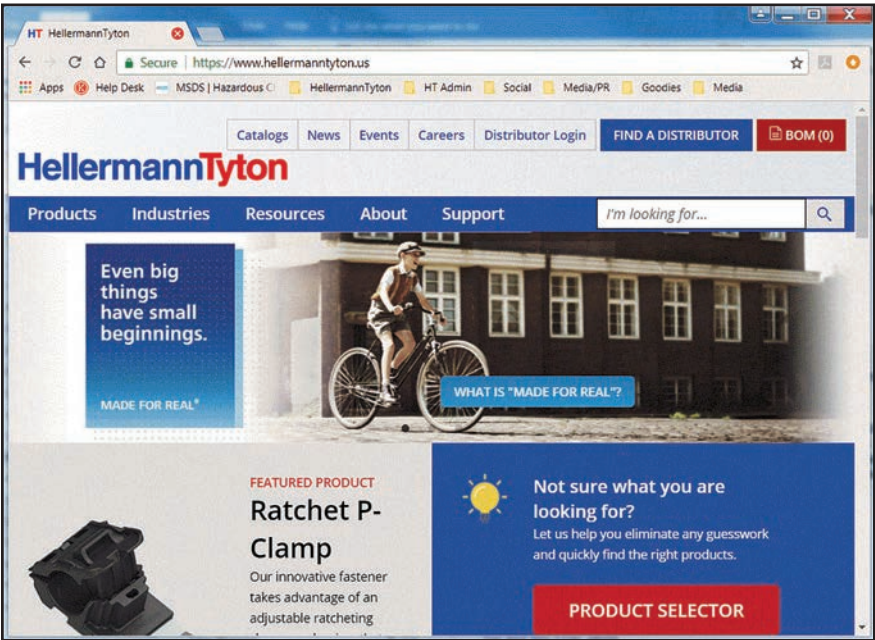 HT HellermannTyton
Secure https://www.hellermanntyton.us
Apps Help Desk MSDS | Hazardous C HellermannTyton HT Admin Social Media/PR Goodies Media
Catalogs News Events Careers Distributor Login FIND A DISTRIBUTOR BOM (0)
HellermannTyton
Products Industries Resources About Support I'm looking for...
Even big
things
have small
beginnings.
MADE FOR REAL®
WHAT IS "MADE FOR REAL"?
FEATURED PRODUCT
Ratchet P-
Clamp
Our innovative fastener
takes advantage of an
adjustable ratcheting
Not sure what you are
looking for?
Let us help you eliminate any guesswork
and quickly find the right products.
PRODUCT SELECTOR